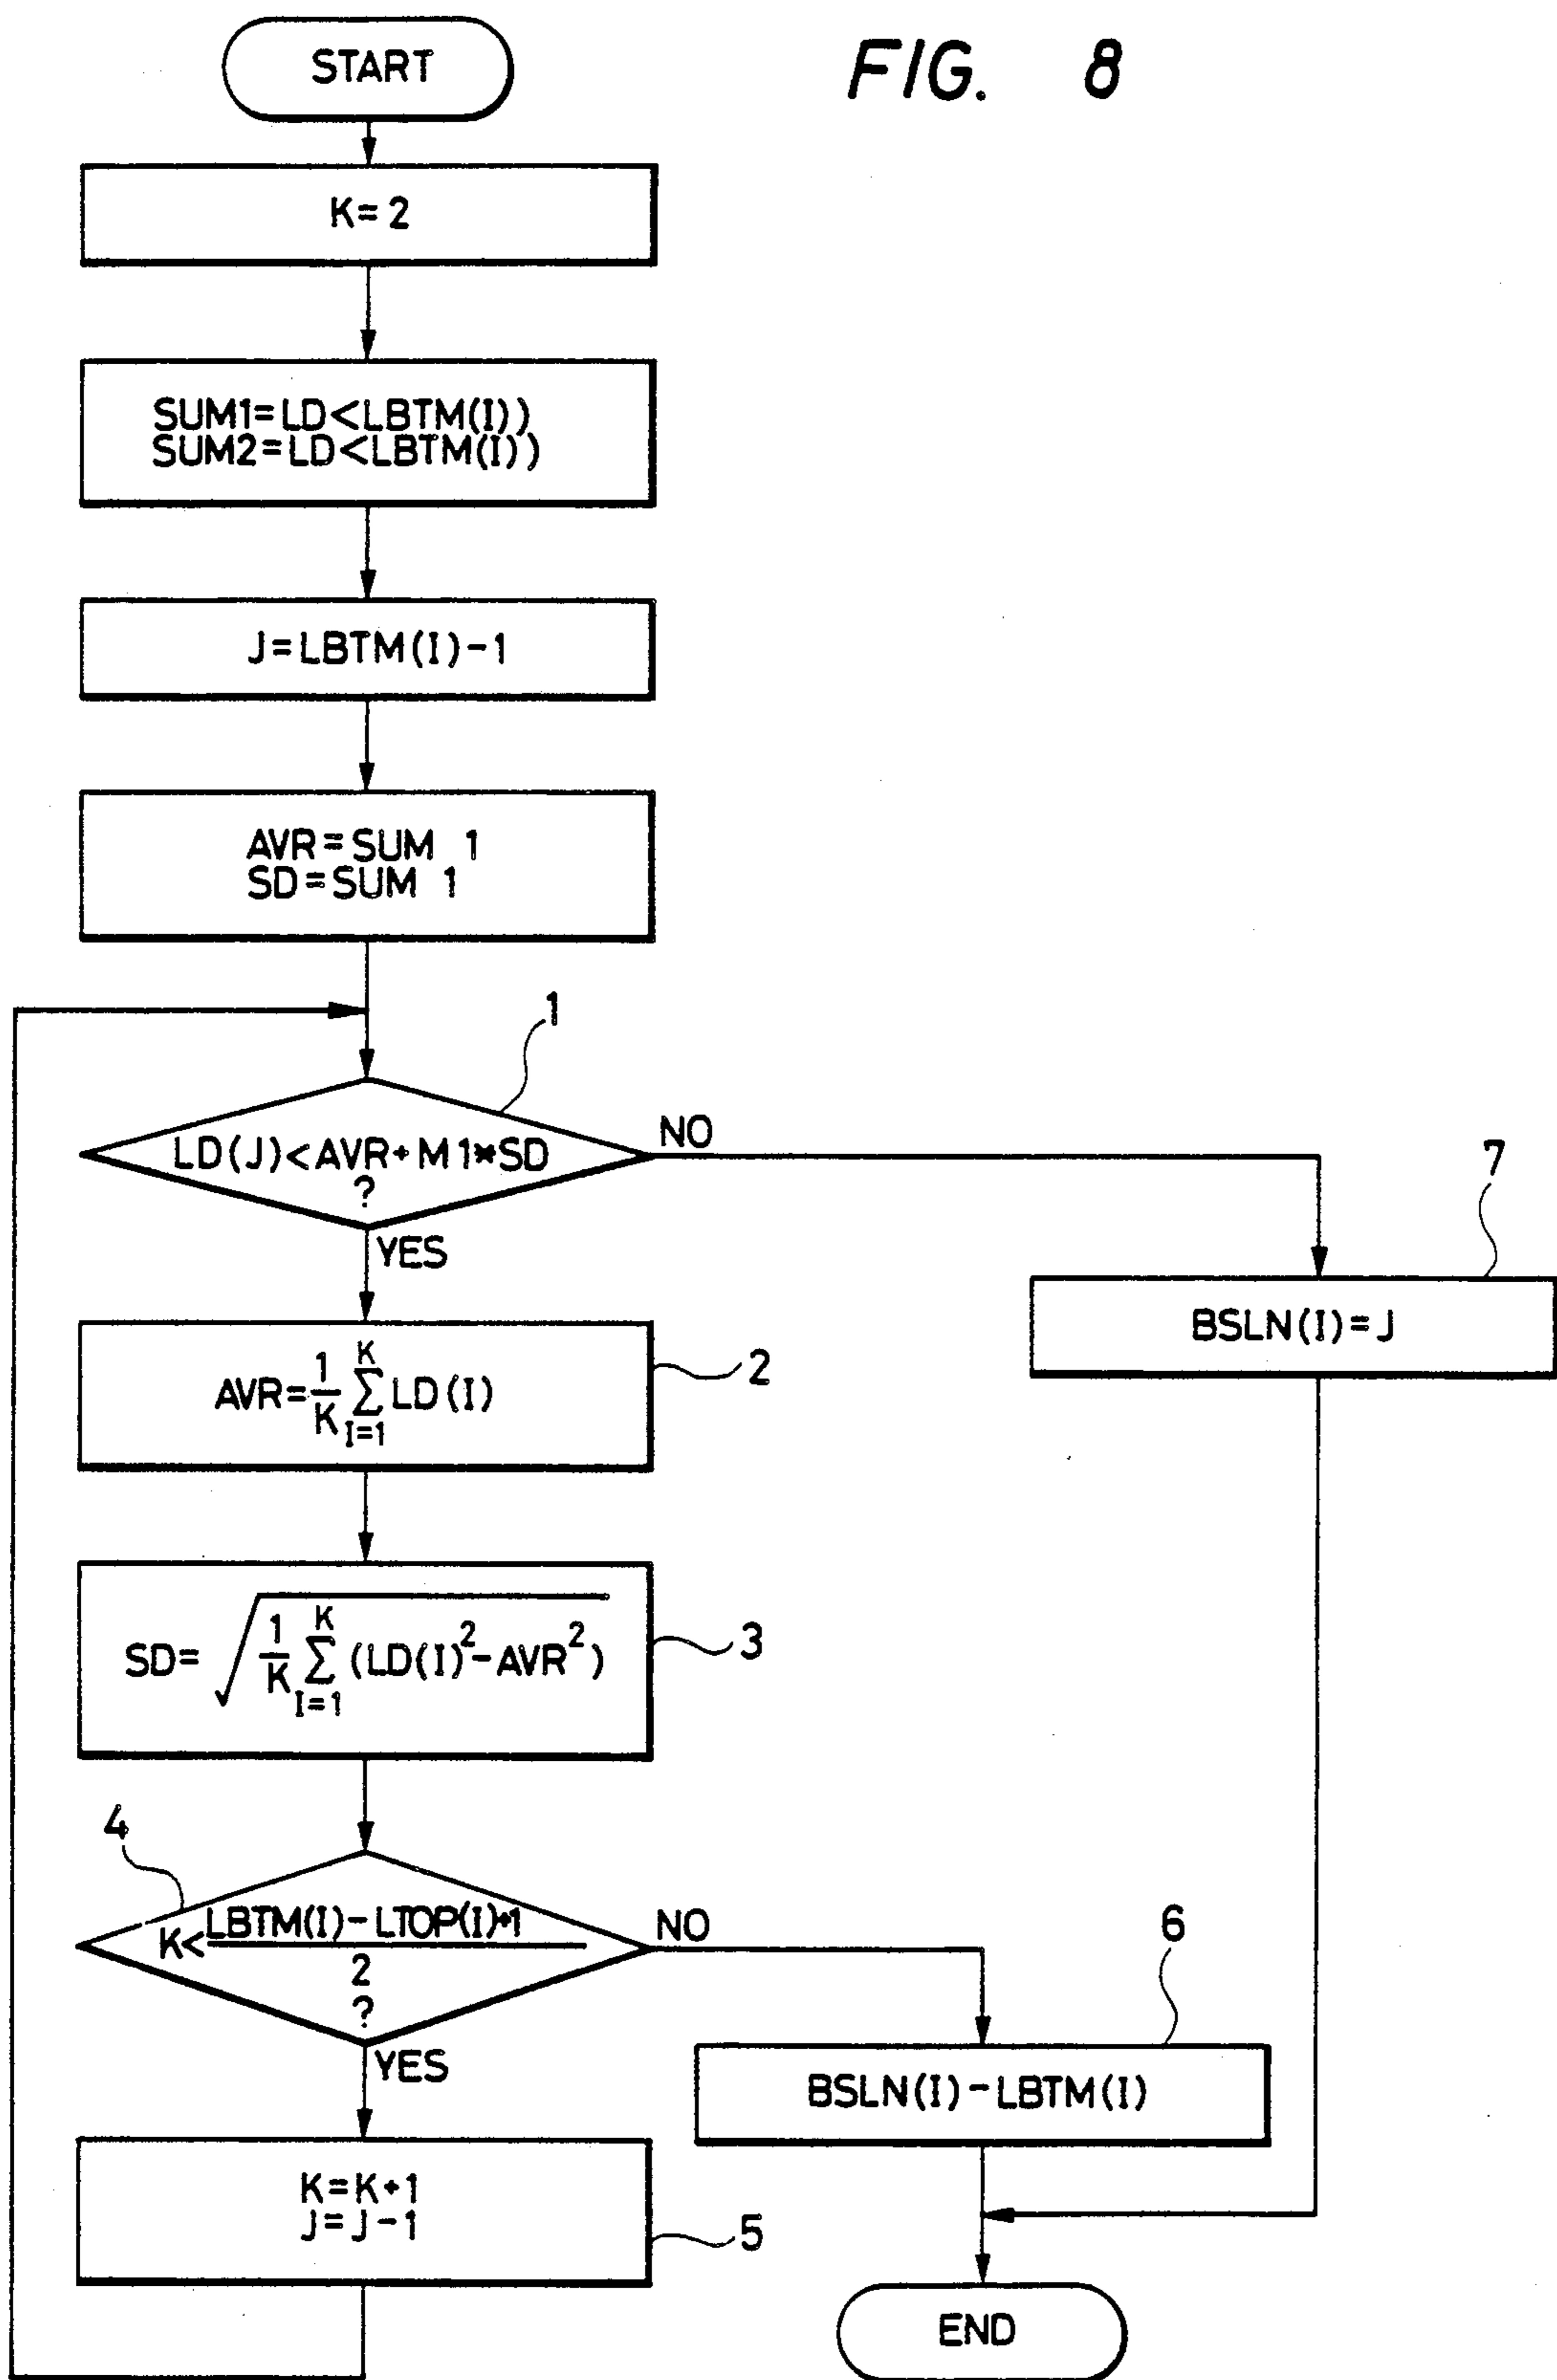 FIG. 8
START
K=2
SUM1=LD<LBTM(I))
SUM2=LD<LBTM(I))
J=LBTM(I)-1
AVR=SUM 1
SD=SUM 1
1
LD(J)<AVR+M1*SD
?
NO
YES
7
BSLN(I)=J
AVR=1/K Σ K I=1 LD(I)
2
SD=√1/K Σ K I=1 (LD(I)²-AVR²)
3
4
K<LBTM(I)-LTOP(I)+1
2
?
NO
YES
6
BSLN(I)-LBTM(I)
K=K+1
J=J-1
5
END